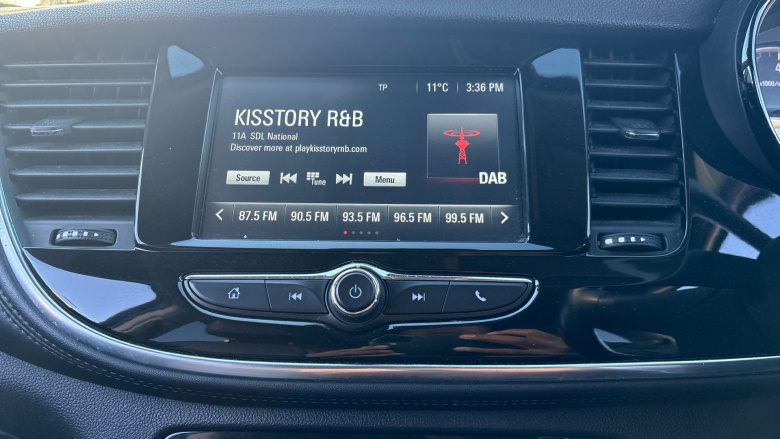 TP 11°C 3:36 PM
KISSTORY R&B
11A SDL National
Discover more at playkisstoryrnb.com
Source Tune Menu
DAB
87.5 FM 90.5 FM 93.5 FM 96.5 FM 99.5 FM
4